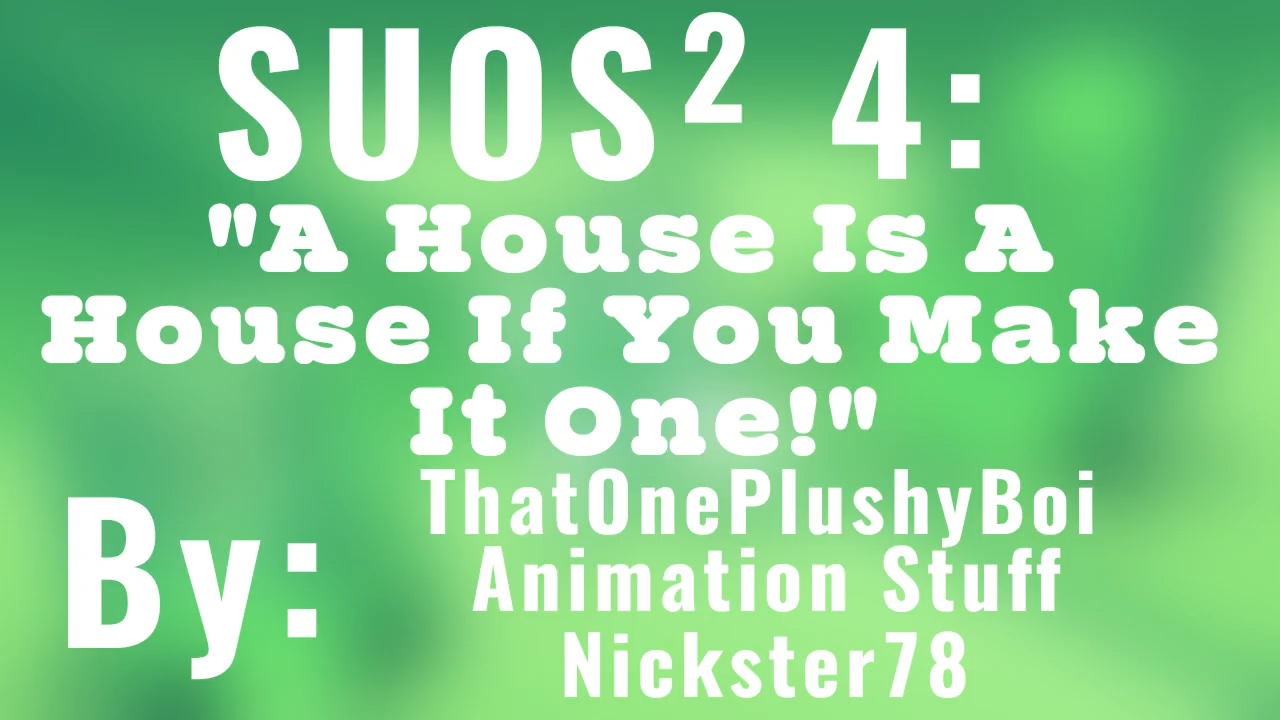 SUOS² 4:
"A House Is A
House If You Make
It One!"
By:
ThatOnePlushyBoi
Animation Stuff
Nickster78